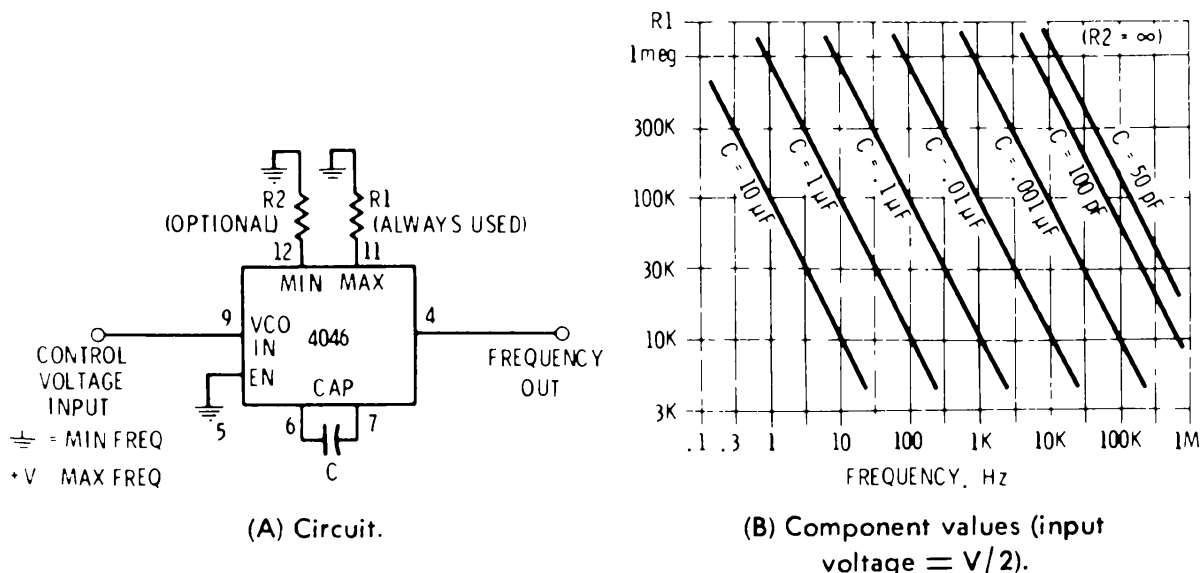 R2
(OPTIONAL)
R1
(ALWAYS USED)
12
11
MIN MAX
9
VCO
IN
4046
4
CONTROL
VOLTAGE
INPUT
EN
CAP
FREQUENCY
OUT
5
6
7
C
= MIN FREQ
+V MAX FREQ
(A) Circuit.
R1
1meg
300K
100K
30K
10K
3K
(R2 = ∞)
C = 10 µF
C = 1 µF
C = .1 µF
C = .01 µF
C = .001 µF
C = 100 pF
C = 50 pF
.1 .3 1 10 100 1K 10K 100K 1M
FREQUENCY, Hz
(B) Component values (input
voltage = V/2).